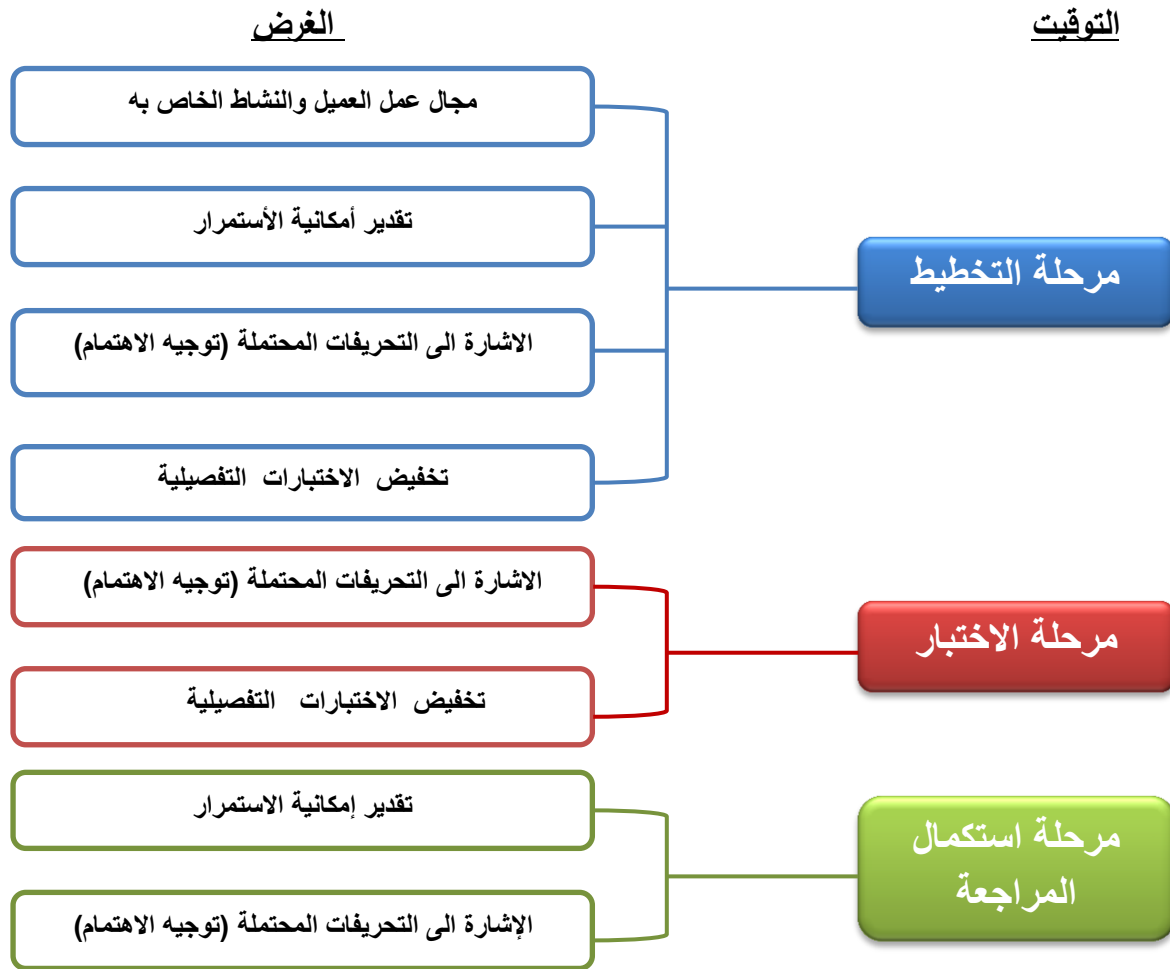 التوقيت
الغرض
مرحلة التخطيط
مجال عمل العميل والنشاط الخاص به
تقدير أمكانية الأستمرار
الاشارة الى التحريفات المحتملة (توجيه الاهتمام)
تخفيض الاختبارات التفصيلية
مرحلة الاختبار
الاشارة الى التحريفات المحتملة (توجيه الاهتمام)
تخفيض الاختبارات التفصيلية
مرحلة استكمال
المراجعة
تقدير إمكانية الاستمرار
الإشارة الى التحريفات المحتملة (توجيه الاهتمام)